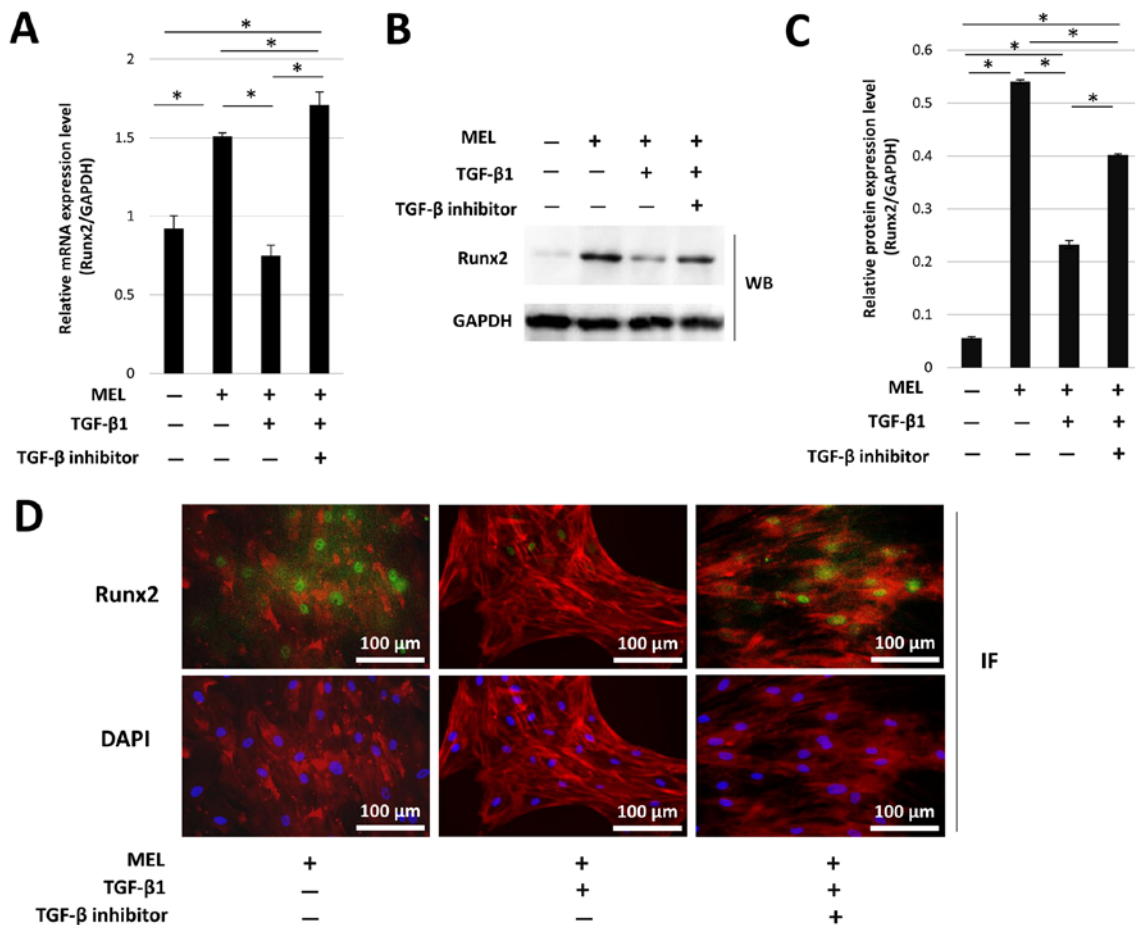 A
*
*
*
*
*
2
1.5
1
0.5
0
Relative mRNA expression level
(Runx2/GAPDH)
MEL — + + +
TGF-β1 — — + +
TGF-β inhibitor — — — +
B
MEL — + + +
TGF-β1 — — + +
TGF-β inhibitor — — — +
Runx2
GAPDH
WB
C
*
*
*
*
*
*
0.6
0.5
0.4
0.3
0.2
0.1
0
Relative protein expression level
(Runx2/GAPDH)
MEL — + + +
TGF-β1 — — + +
TGF-β inhibitor — — — +
D
Runx2
100 μm 100 μm 100 μm
DAPI
100 μm 100 μm 100 μm
IF
MEL + + +
TGF-β1 — + +
TGF-β inhibitor — — +